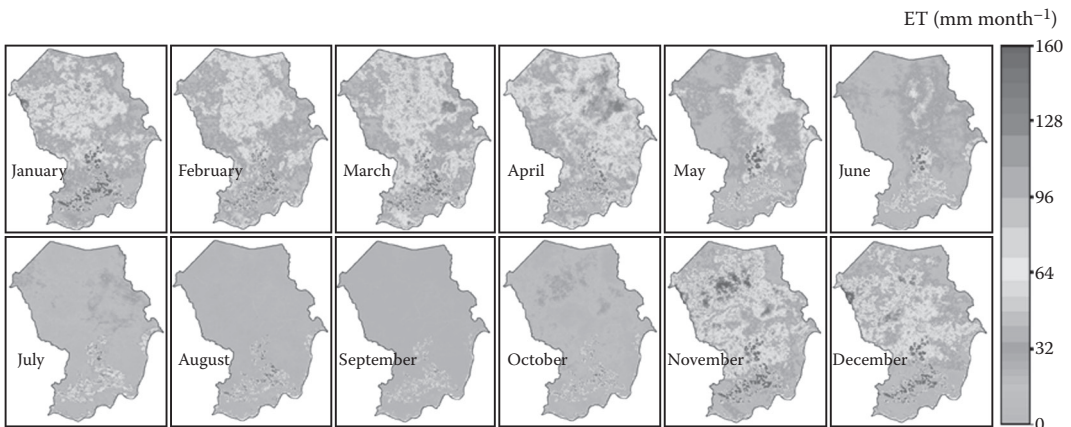 ET (mm month⁻¹)
160
128
96
64
32
0
January
February
March
April
May
June
July
August
September
October
November
December